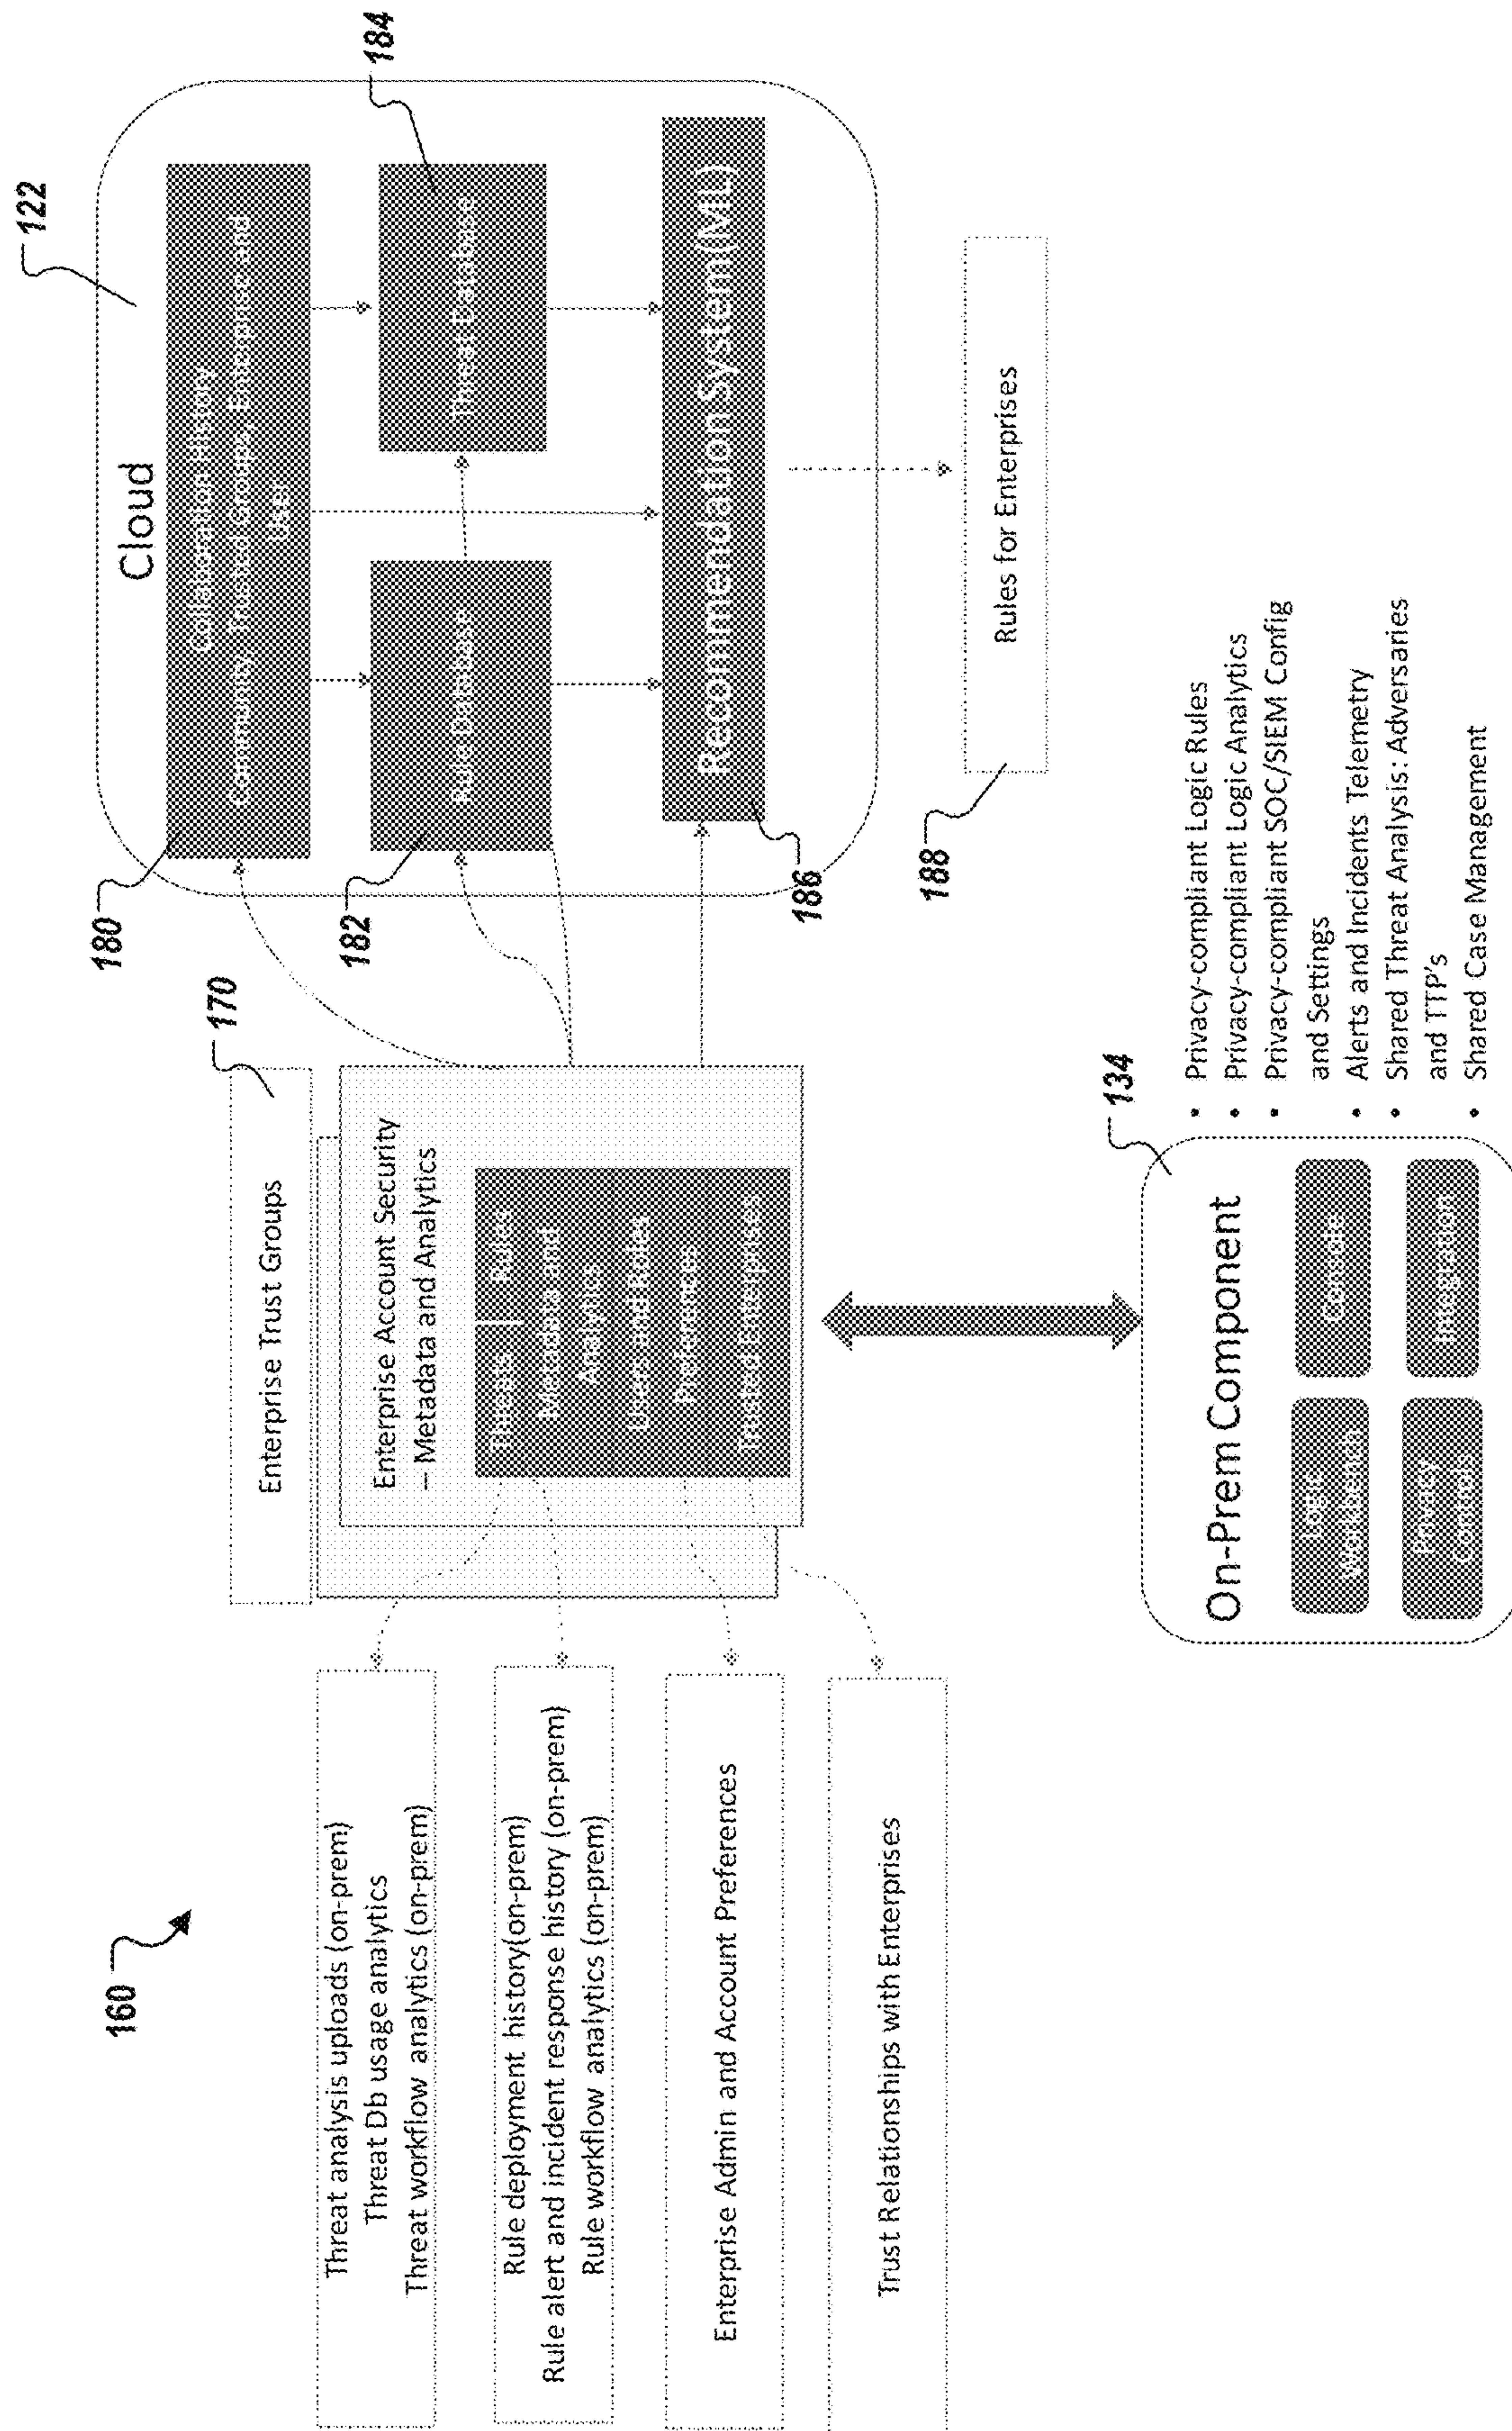 160
Threat analysis uploads (on-prem)
Threat Db usage analytics
Threat workflow analytics (on-prem)
Rule deployment history(on-prem)
Rule alert and incident response history (on-prem)
Rule workflow analytics (on-prem)
Enterprise Admin and Account Preferences
Trust Relationships with Enterprises
170
Enterprise Trust Groups
Enterprise Account Security
– Metadata and Analytics
Threat Rules
Metadata and
Analytics
Users and Roles
Preferences
Trusted Enterprises
134
On-Prem Component
Logic
Workbench
Console
Privacy
Controls
Integration
• Privacy-compliant Logic Rules
• Privacy-compliant Logic Analytics
• Privacy-compliant SOC/SIEM Config
and Settings
• Alerts and Incidents Telemetry
• Shared Threat Analysis: Adversaries
and TTP's
• Shared Case Management
122
Cloud
180
Collaboration History
Community, Trusted Groups, Enterprise and
User
182
Rule Database
184
Threat Database
186
Recommendation System(ML)
188
Rules for Enterprises